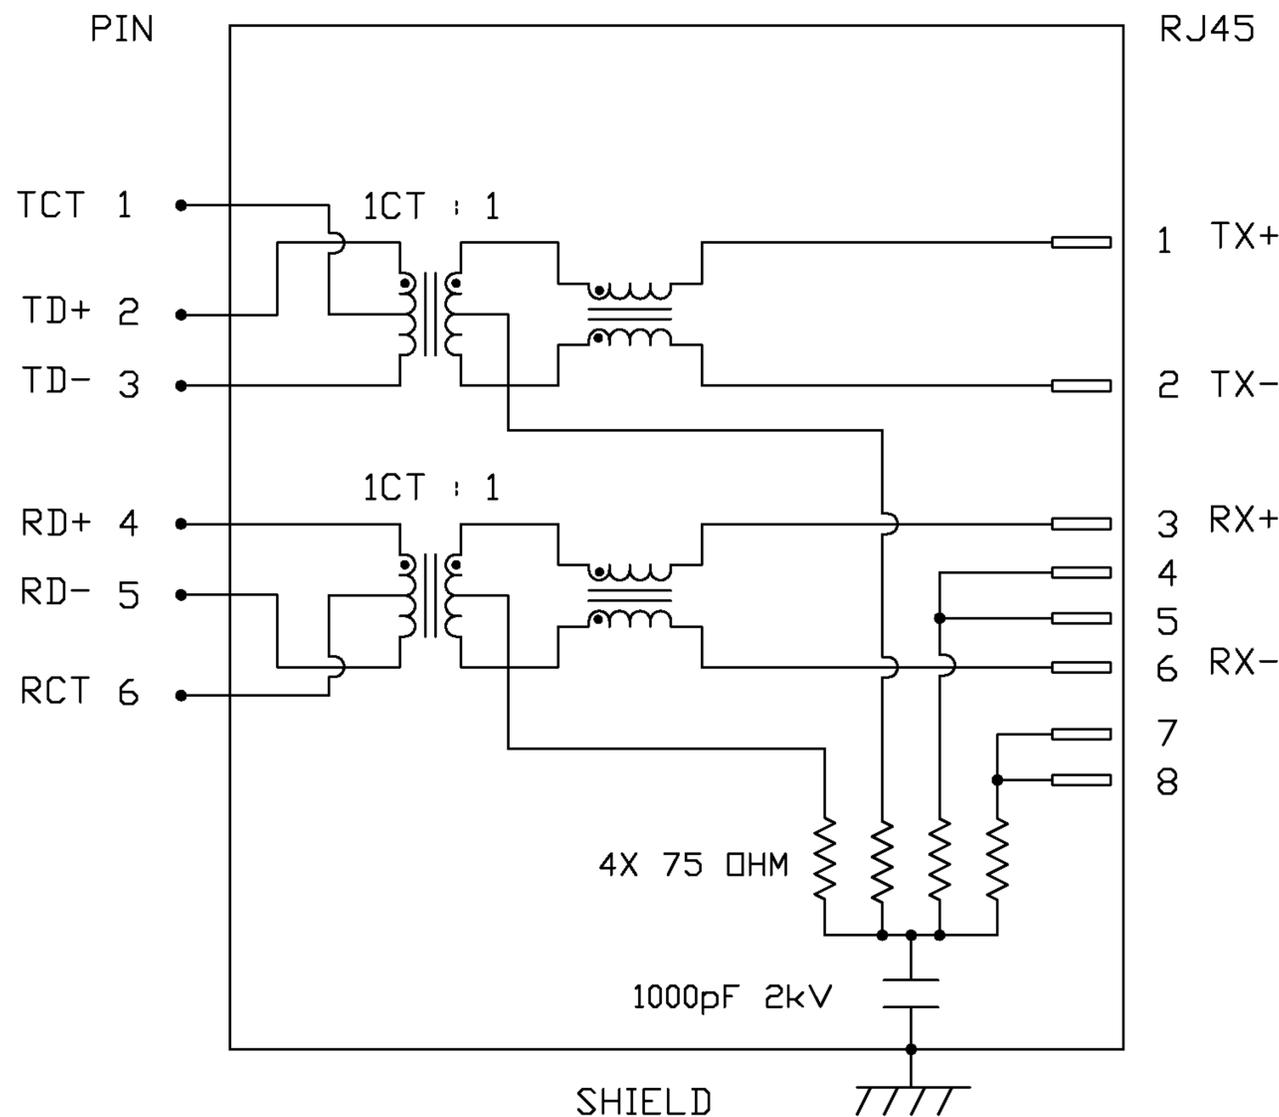 PIN
RJ45
TCT 1
1CT : 1
1 TX+
TD+ 2
TD- 3
2 TX-
1CT : 1
RD+ 4
3 RX+
4
RD- 5
5
6 RX-
RCT 6
7
8
4X 75 OHM
1000pF 2kV
SHIELD